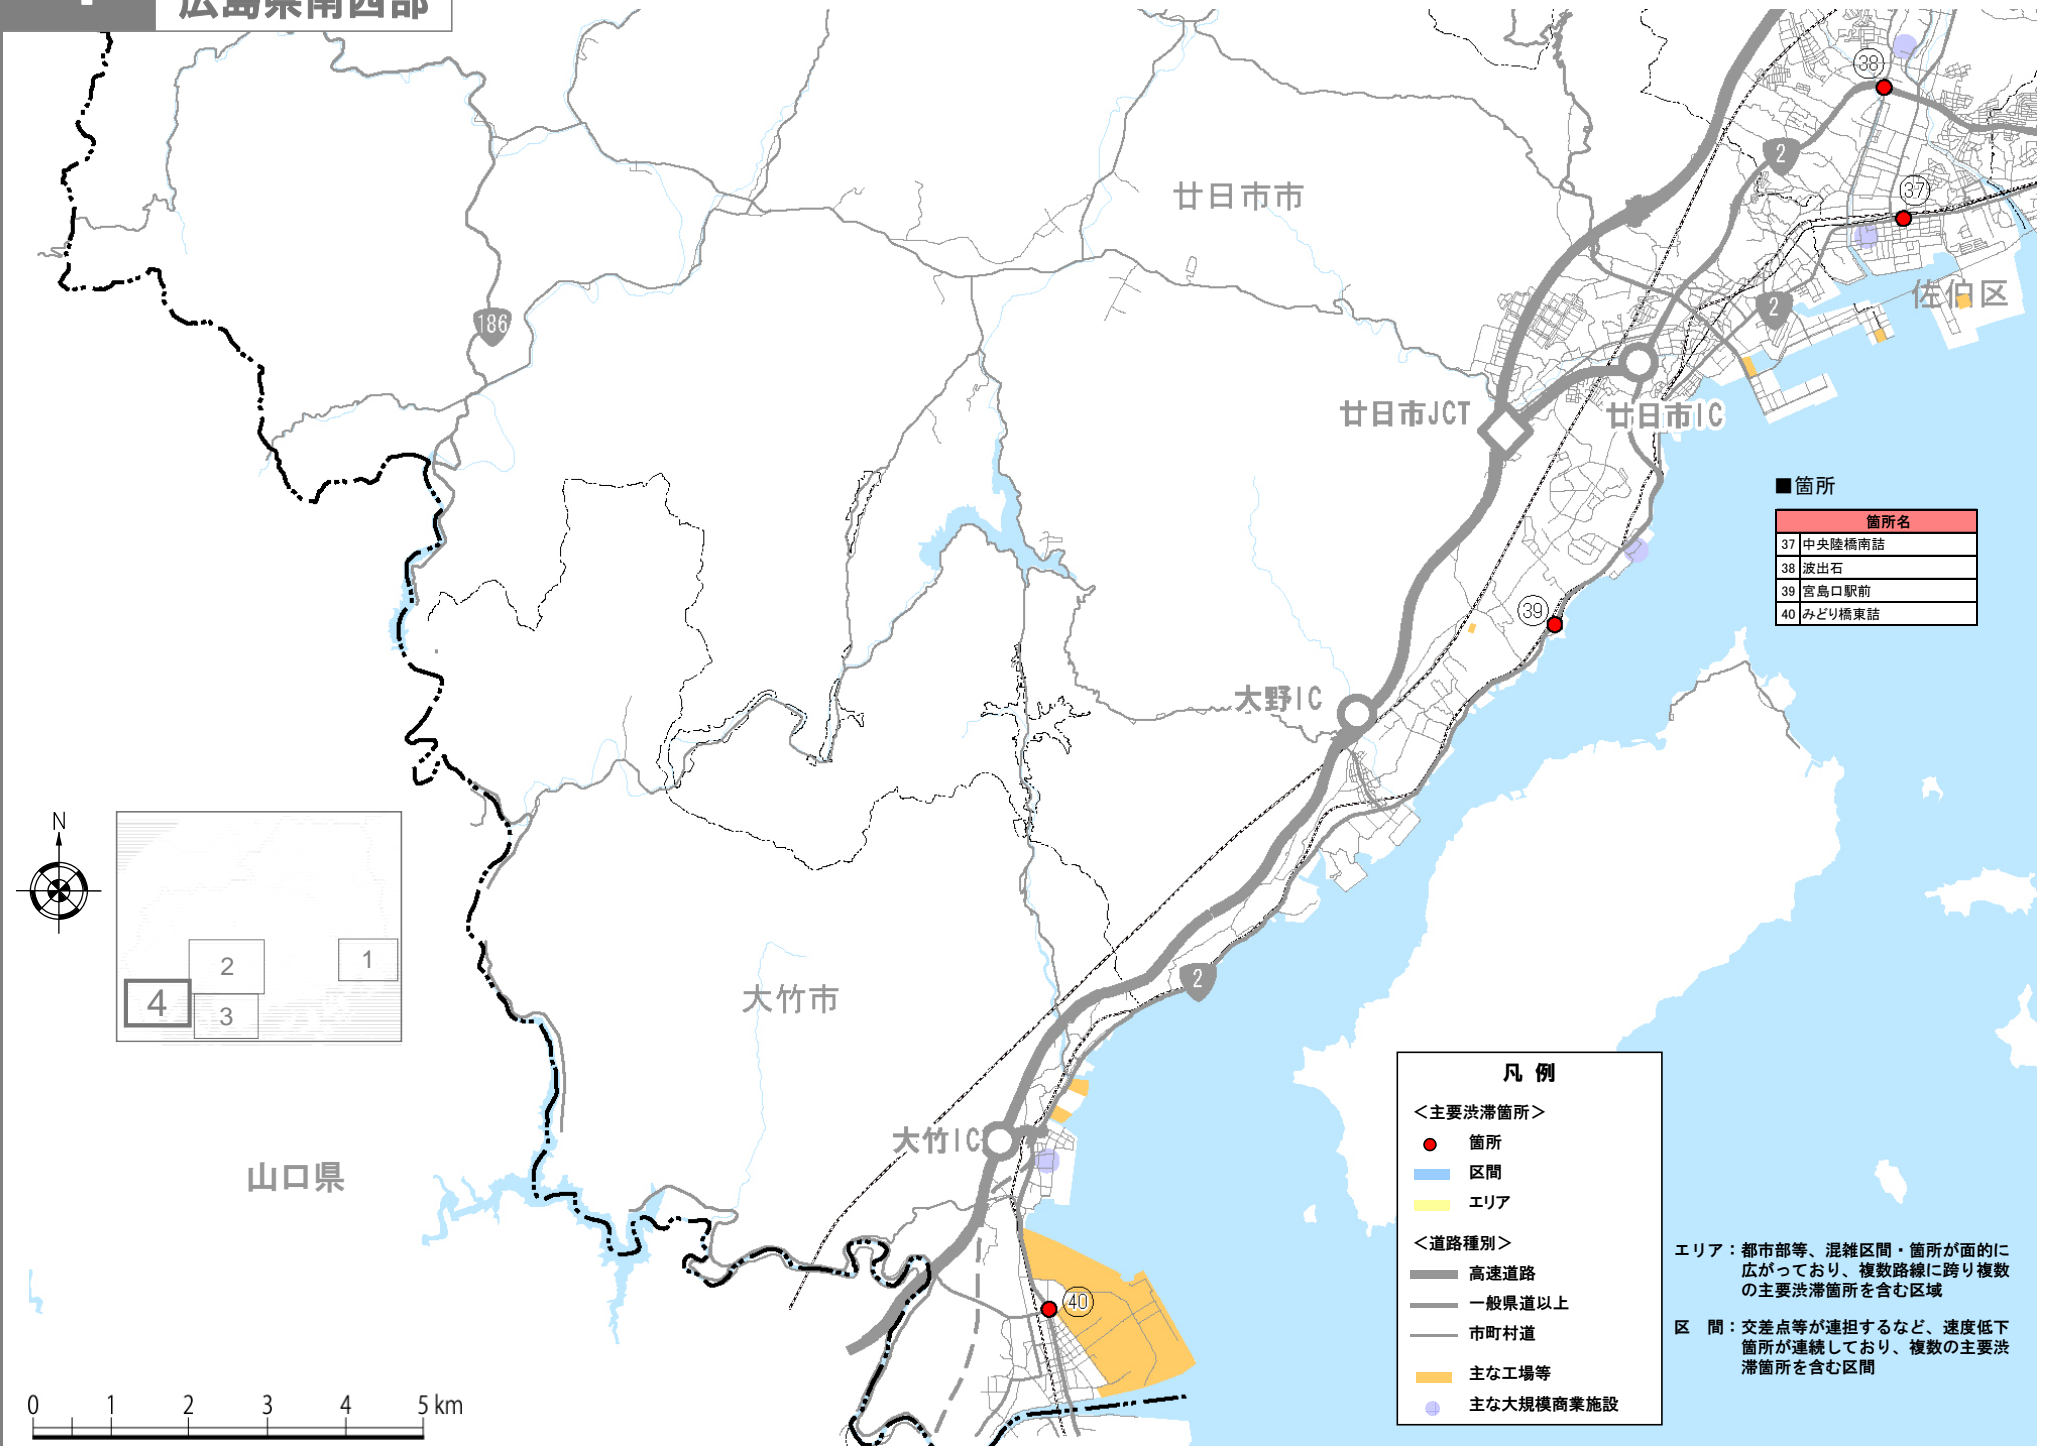 広島県南西部
38
2
37
廿日市市
佐伯区
2
186
廿日市JCT
廿日市IC
■箇所
箇所名
37 中央陸橋南詰
38 波出石
39 宮島口駅前
40 みどり橋東詰
39
大野IC
N
1
2
3
4
大竹市
2
大竹IC
山口県
40
凡 例
＜主要渋滞箇所＞
箇所
区間
エリア
＜道路種別＞
高速道路
一般県道以上
市町村道
主な工場等
主な大規模商業施設
エリア：都市部等、混雑区間・箇所が面的に
広がっており、複数路線に跨り複数
の主要渋滞箇所を含む区域
区　間：交差点等が連担するなど、速度低下
箇所が連続しており、複数の主要渋
滞箇所を含む区間
0 1 2 3 4 5 km